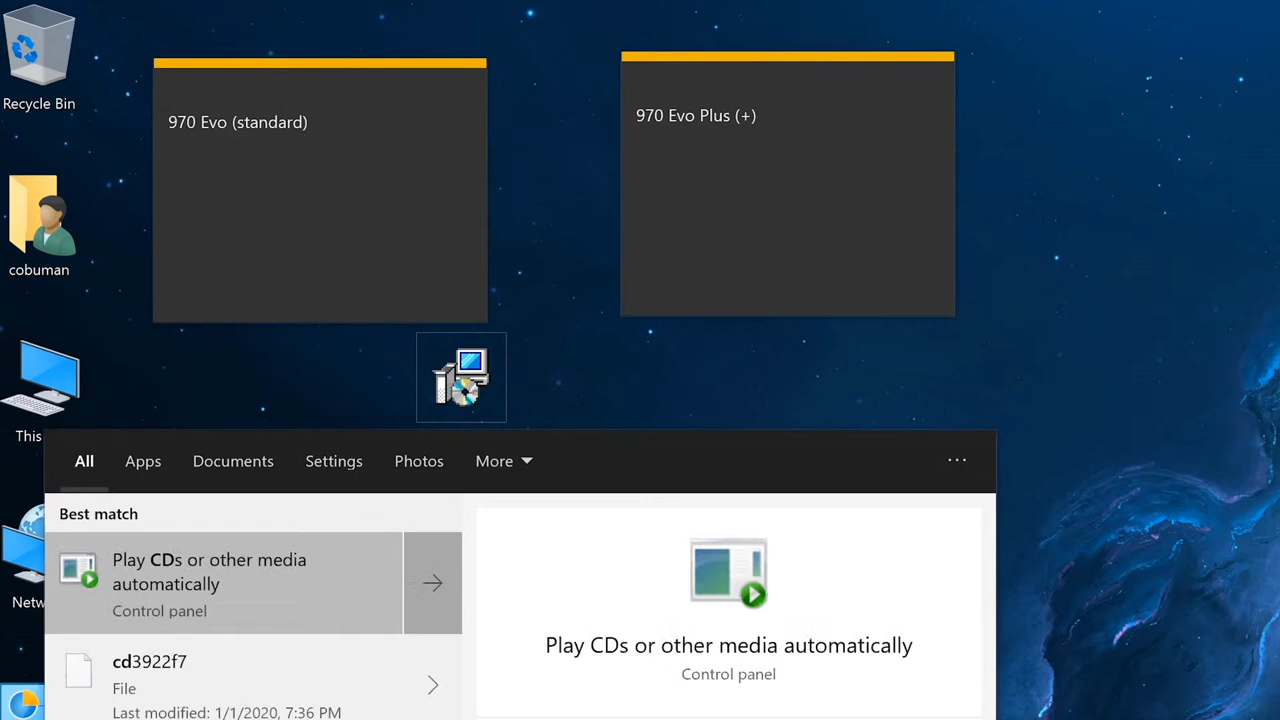 Recycle Bin
970 Evo (standard)
970 Evo Plus (+)
cobuman
This
Netw
All Apps Documents Settings Photos More ...
Best match
Play CDs or other media
automatically
Control panel
cd3922f7
File
Last modified: 1/1/2020, 7:36 PM
Play CDs or other media automatically
Control panel